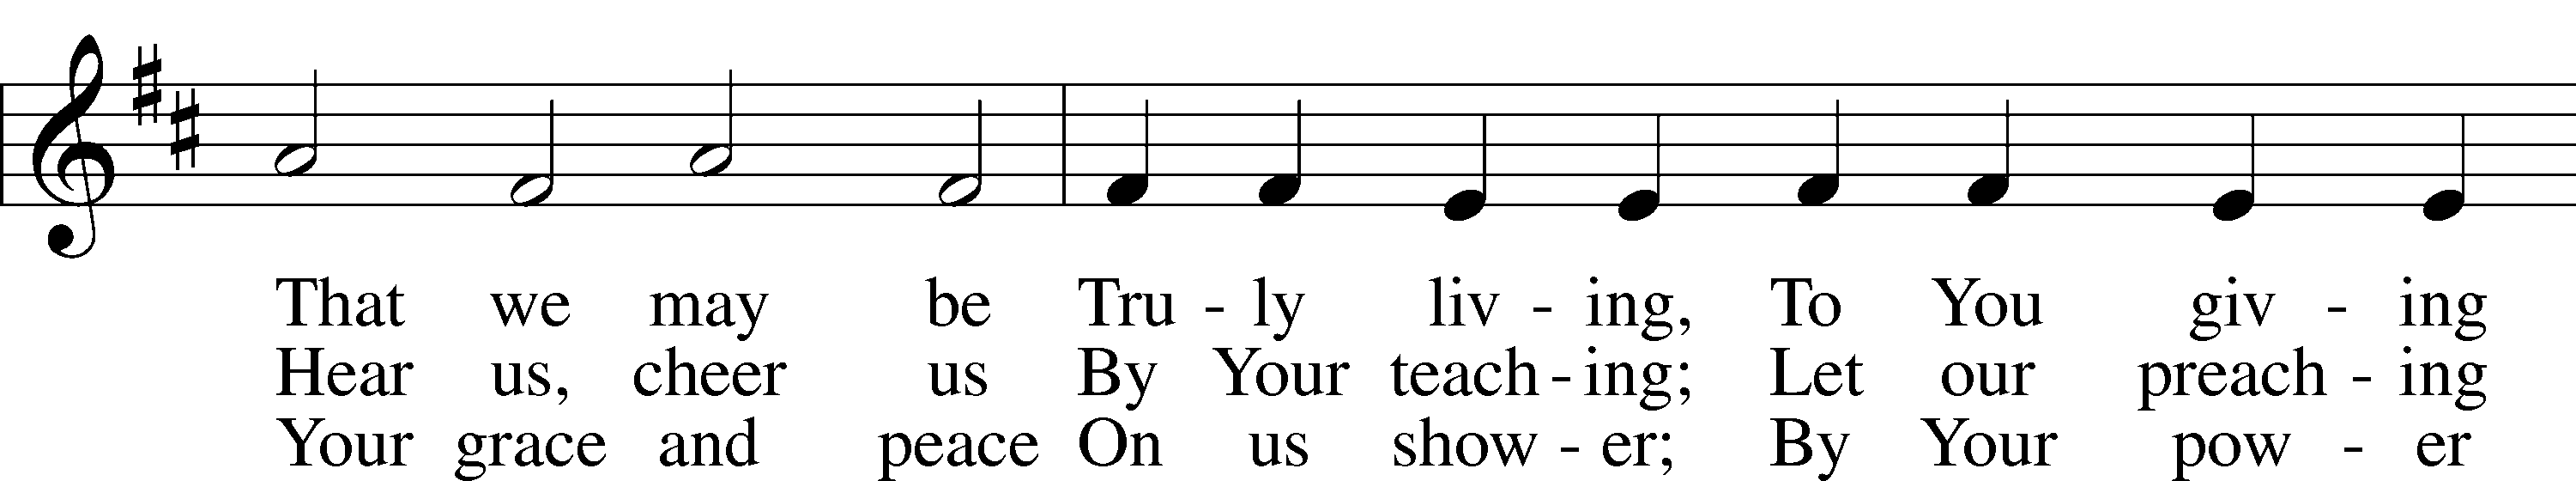 That we may be Tru - ly liv - ing, To You giv - ing
Hear us, cheer us By Your teach - ing; Let our preach - ing
Your grace and peace On us show - er; By Your pow - er